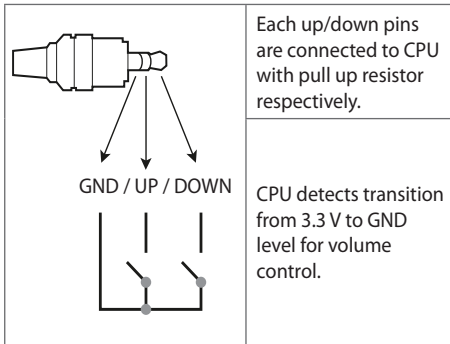 Each up/down pins
are connected to CPU
with pull up resistor
respectively.
GND / UP / DOWN
CPU detects transition
from 3.3 V to GND
level for volume
control.